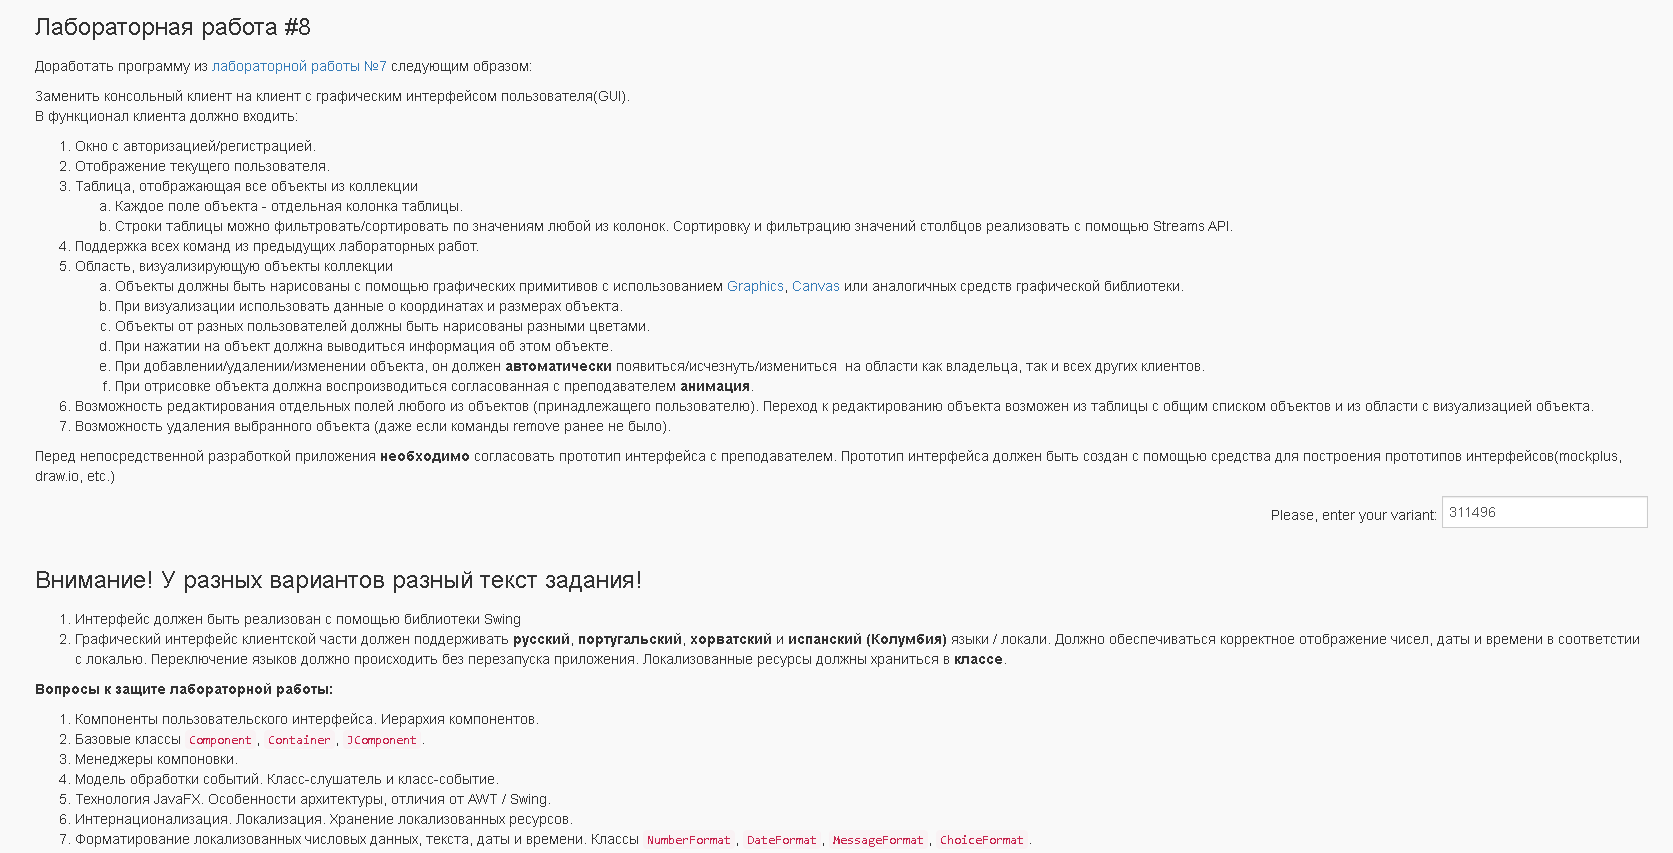 Лабораторная работа #8
Доработать программу из лабораторной работы №7 следующим образом:
Заменить консольный клиент на клиент с графическим интерфейсом пользователя(GUI).
В функционал клиента должно входить:
1. Окно с авторизацией/регистрацией.
2. Отображение текущего пользователя.
3. Таблица, отображающая все объекты из коллекции
a. Каждое поле объекта - отдельная колонка таблицы.
b. Строки таблицы можно фильтровать/сортировать по значениям любой из колонок. Сортировку и фильтрацию значений столбцов реализовать с помощью Streams API.
4. Поддержка всех команд из предыдущих лабораторных работ.
5. Область, визуализирующую объекты коллекции
a. Объекты должны быть нарисованы с помощью графических примитивов с использованием Graphics, Canvas или аналогичных средств графической библиотеки.
b. При визуализации использовать данные о координатах и размерах объекта.
c. Объекты от разных пользователей должны быть нарисованы разными цветами.
d. При нажатии на объект должна выводиться информация об этом объекте.
e. При добавлении/удалении/изменении объекта, он должен автоматически появиться/исчезнуть/измениться на области как владельца, так и всех других клиентов.
f. При отрисовке объекта должна воспроизводиться согласованная с преподавателем анимация.
6. Возможность редактирования отдельных полей любого из объектов (принадлежащего пользователю). Переход к редактированию объекта возможен из таблицы с общим списком объектов и из области с визуализацией объекта.
7. Возможность удаления выбранного объекта (даже если команды remove ранее не было).
Перед непосредственной разработкой приложения необходимо согласовать прототип интерфейса с преподавателем. Прототип интерфейса должен быть создан с помощью средства для построения прототипов интерфейсов(mockplus,
draw.io, etc.)
Please, enter your variant: 311496
Внимание! У разных вариантов разный текст задания!
1. Интерфейс должен быть реализован с помощью библиотеки Swing
2. Графический интерфейс клиентской части должен поддерживать русский, португальский, хорватский и испанский (Колумбия) языки / локали. Должно обеспечиваться корректное отображение чисел, даты и времени в соответстии
с локалью. Переключение языков должно происходить без перезапуска приложения. Локализованные ресурсы должны храниться в классе.
Вопросы к защите лабораторной работы:
1. Компоненты пользовательского интерфейса. Иерархия компонентов.
2. Базовые классы Component, Container, JComponent.
3. Менеджеры компоновки.
4. Модель обработки событий. Класс-слушатель и класс-событие.
5. Технология JavaFX. Особенности архитектуры, отличия от AWT / Swing.
6. Интернационализация. Локализация. Хранение локализованных ресурсов.
7. Форматирование локализованных числовых данных, текста, даты и времени. Классы NumberFormat, DateFormat, MessageFormat, ChoiceFormat.